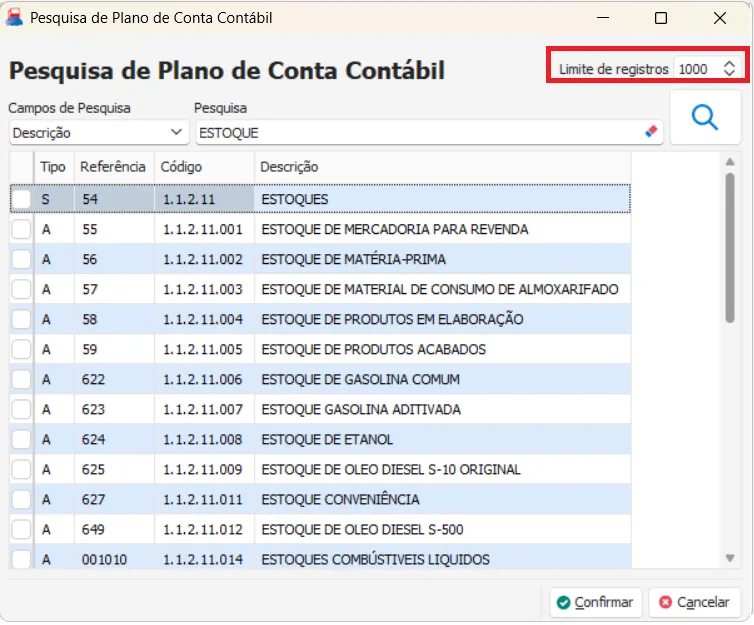 Pesquisa de Plano de Conta Contábil
Pesquisa de Plano de Conta Contábil
Limite de registros 1000
Campos de Pesquisa Pesquisa
Descrição ESTOQUE
Tipo Referência Código Descrição
S 54 1.1.2.11 ESTOQUES
A 55 1.1.2.11.001 ESTOQUE DE MERCADORIA PARA REVENDA
A 56 1.1.2.11.002 ESTOQUE DE MATÉRIA-PRIMA
A 57 1.1.2.11.003 ESTOQUE DE MATERIAL DE CONSUMO DE ALMOXARIFADO
A 58 1.1.2.11.004 ESTOQUE DE PRODUTOS EM ELABORAÇÃO
A 59 1.1.2.11.005 ESTOQUE DE PRODUTOS ACABADOS
A 622 1.1.2.11.006 ESTOQUE DE GASOLINA COMUM
A 623 1.1.2.11.007 ESTOQUE GASOLINA ADITIVADA
A 624 1.1.2.11.008 ESTOQUE DE ETANOL
A 625 1.1.2.11.009 ESTOQUE DE OLEO DIESEL S-10 ORIGINAL
A 627 1.1.2.11.011 ESTOQUE CONVENIÊNCIA
A 649 1.1.2.11.012 ESTOQUE DE OLEO DIESEL S-500
A 001010 1.1.2.11.014 ESTOQUES COMBÚSTIVEIS LIQUIDOS
Confirmar Cancelar